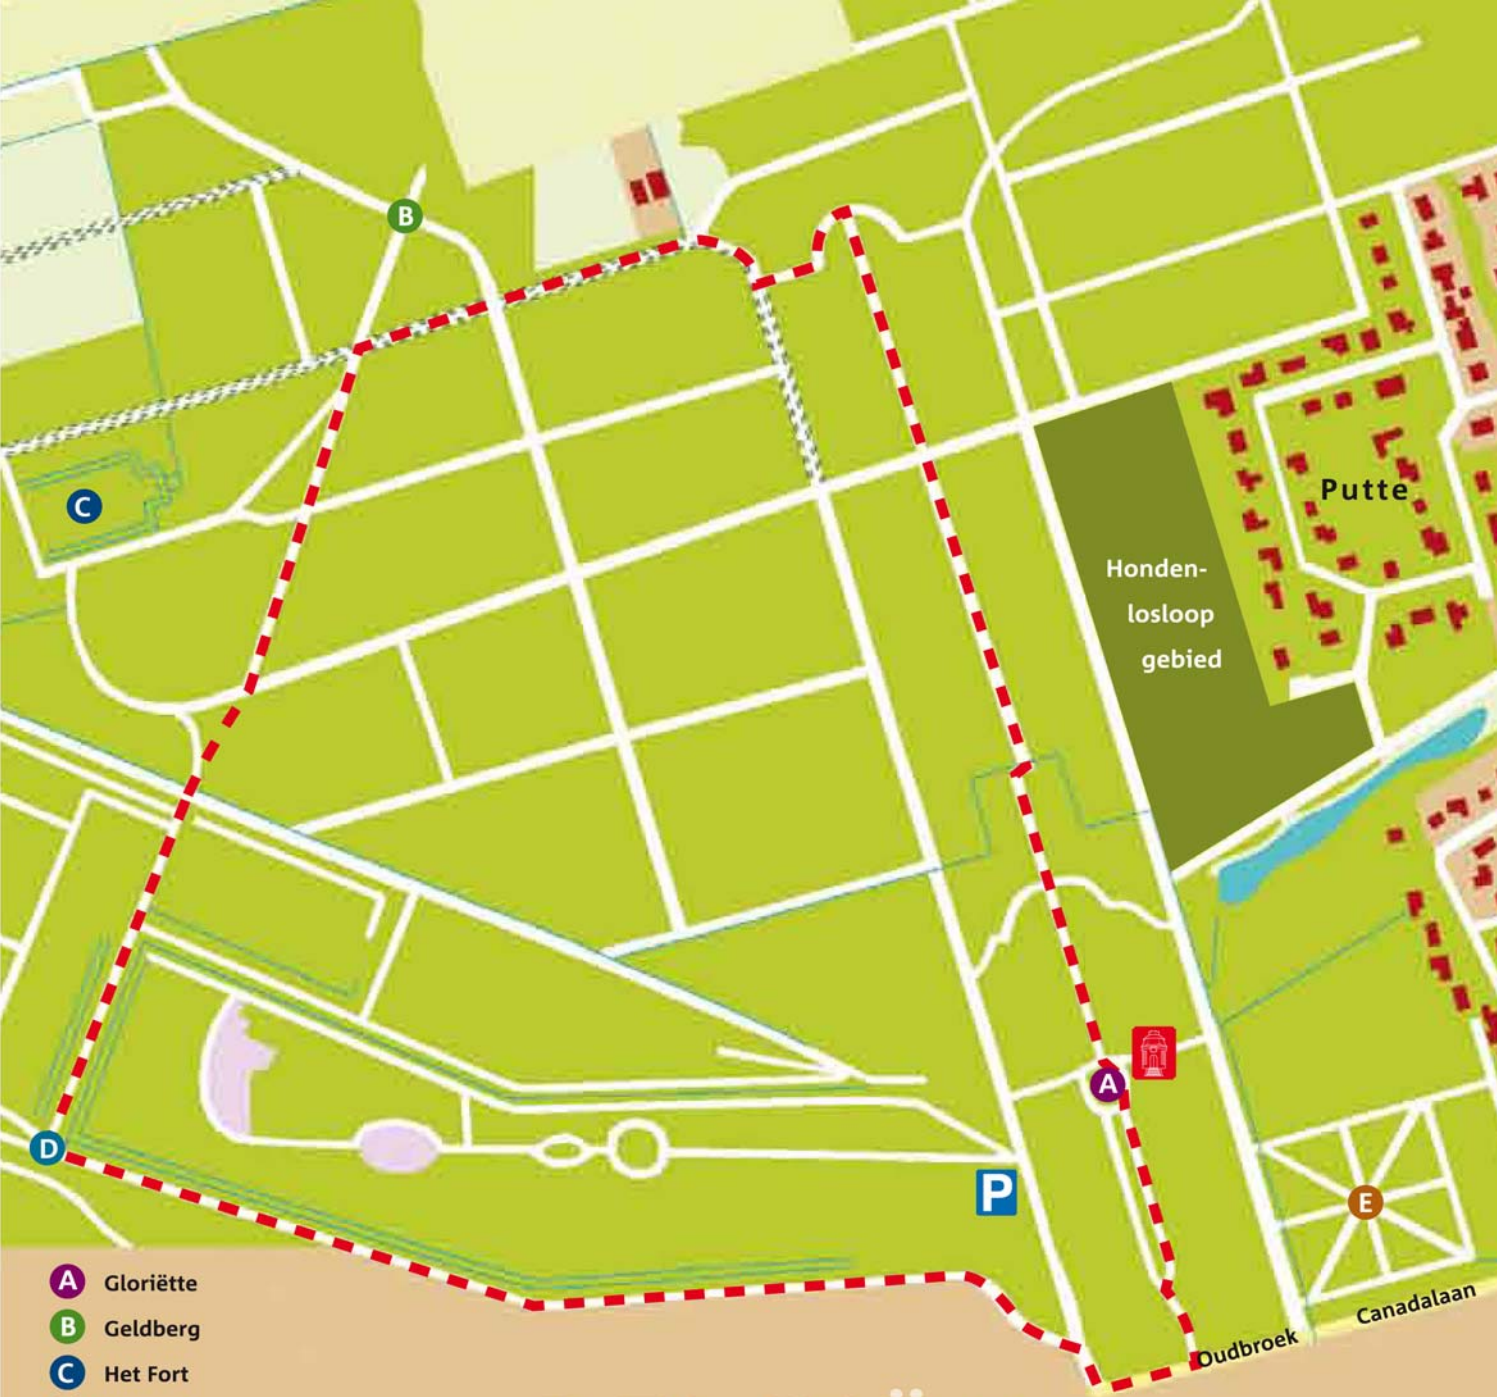 B
C
Putte
Honden-
losloop
gebied
A
D
P
E
A Gloriëtte
B Geldberg
C Het Fort
Oudbroek
Canadalaan